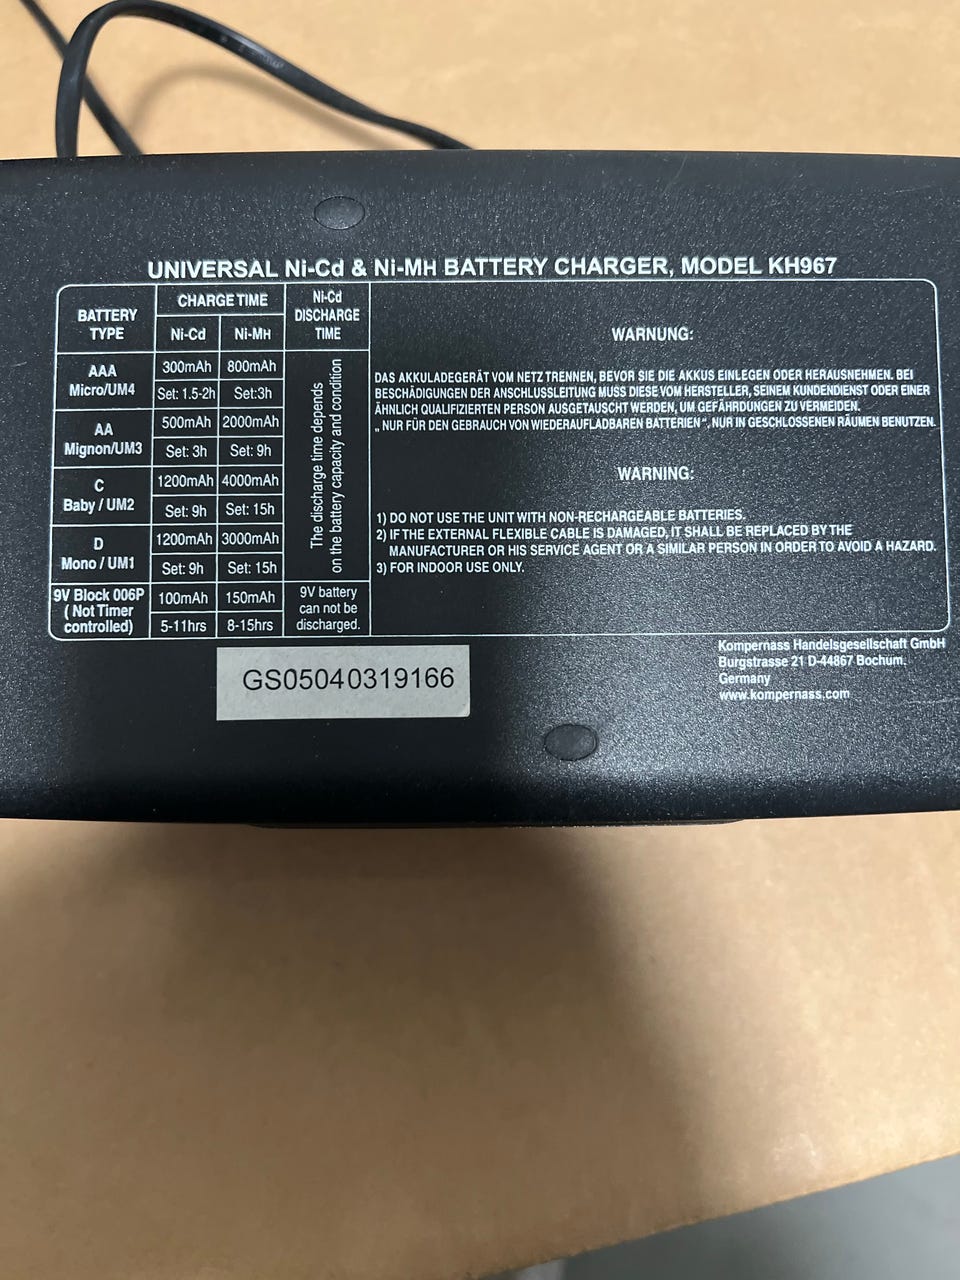 UNIVERSAL Ni-Cd & Ni-MH BATTERY CHARGER, MODEL KH967
BATTERY TYPE
CHARGE TIME
Ni-Cd
Ni-MH
Ni-Cd
DISCHARGE
TIME
AAA
Micro/UM4
300mAh
800mAh
Set: 1.5-2h
Set:3h
AA
Mignon/UM3
500mAh
2000mAh
Set: 3h
Set: 9h
C
Baby / UM2
1200mAh
4000mAh
Set: 9h
Set: 15h
D
Mono / UM1
1200mAh
3000mAh
Set: 9h
Set: 15h
The discharge time depends
on the battery capacity and condition
9V Block 006P
( Not Timer
controlled)
100mAh
150mAh
5-11hrs
8-15hrs
9V battery
can not be
discharged.
WARNUNG:
DAS AKKULADEGERÄT VOM NETZ TRENNEN, BEVOR SIE DIE AKKUS EINLEGEN ODER HERAUSNEHMEN. BEI
BESCHÄDIGUNGEN DER ANSCHLUSSLEITUNG MUSS DIESE VOM HERSTELLER, SEINEM KUNDENDIENST ODER EINER
ÄHNLICH QUALIFIZIERTEN PERSON AUSGETAUSCHT WERDEN, UM GEFÄHRDUNGEN ZU VERMEIDEN.
„ NUR FÜR DEN GEBRAUCH VON WIEDERAUFLADBAREN BATTERIEN", NUR IN GESCHLOSSENEN RÄUMEN BENUTZEN.
WARNING:
1) DO NOT USE THE UNIT WITH NON-RECHARGEABLE BATTERIES.
2) IF THE EXTERNAL FLEXIBLE CABLE IS DAMAGED, IT SHALL BE REPLACED BY THE
MANUFACTURER OR HIS SERVICE AGENT OR A SIMILAR PERSON IN ORDER TO AVOID A HAZARD.
3) FOR INDOOR USE ONLY.
Kompernass Handelsgesellschaft GmbH
Burgstrasse 21 D-44867 Bochum.
Germany
www.kompernass.com
GS05040319166